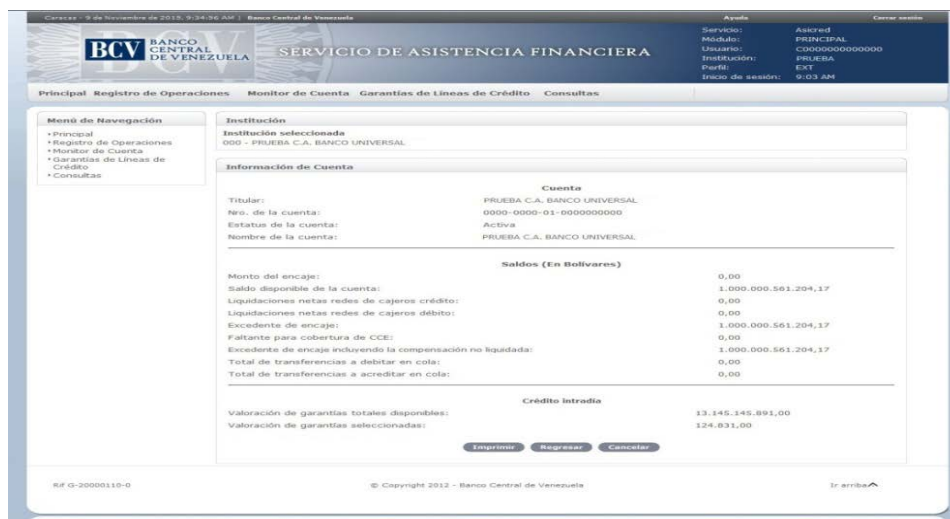 Caracas - 9 de Noviembre de 2015, 9:34:56 AM | Banco Central de Venezuela
Ayuda
Cerrar sesión
BCV BANCO CENTRAL DE VENEZUELA
SERVICIO DE ASISTENCIA FINANCIERA
Servicio: Asicred
Módulo: PRINCIPAL
Usuario: C0000000000000
Institución: PRUEBA
Perfil: EXT
Inicio de sesión: 9:03 AM
Principal Registro de Operaciones Monitor de Cuenta Garantías de Líneas de Crédito Consultas
Menú de Navegación
Principal
Registro de Operaciones
Monitor de Cuenta
Garantías de Líneas de
Crédito
Consultas
Institución
Institución seleccionada
000 - PRUEBA C.A. BANCO UNIVERSAL
Información de Cuenta
Cuenta
Titular: PRUEBA C.A. BANCO UNIVERSAL
Nro. de la cuenta: 0000-0000-01-0000000000
Estatus de la cuenta: Activa
Nombre de la cuenta: PRUEBA C.A. BANCO UNIVERSAL
Saldos (En Bolívares)
Monto del encaje: 0,00
Saldo disponible de la cuenta: 1.000.000.561.204,17
Liquidaciones netas redes de cajeros crédito: 0,00
Liquidaciones netas redes de cajeros débito: 0,00
Excedente de encaje: 1.000.000.561.204,17
Faltante para cobertura de CCE: 0,00
Excedente de encaje incluyendo la compensación no liquidada: 1.000.000.561.204,17
Total de transferencias a debitar en cola: 0,00
Total de transferencias a acreditar en cola: 0,00
Crédito intradía
Valoración de garantías totales disponibles: 13.145.145.891,00
Valoración de garantías seleccionadas: 124.831,00
Imprimir Regresar Cancelar
Rif G-20000110-0
© Copyright 2012 - Banco Central de Venezuela
Ir arriba